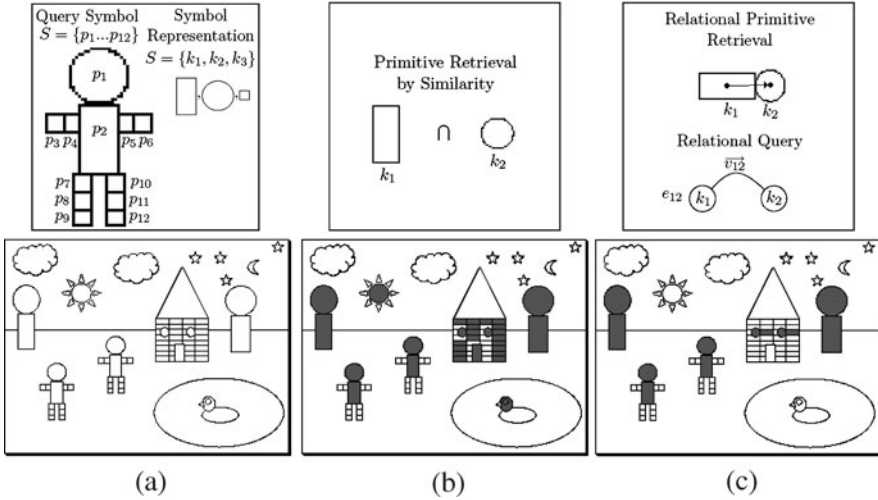 Query Symbol
S = {p₁...p₁₂}
p₁
p₂
p₃ p₄ p₅ p₆
p₇ p₁₀
p₈ p₁₁
p₉ p₁₂
Symbol
Representation
S = {k₁, k₂, k₃}
Primitive Retrieval
by Similarity
∩
k₁ k₂
Relational Primitive
Retrieval
k₁ k₂
Relational Query
v₁₂
e₁₂ k₁ k₂
(a) (b) (c)